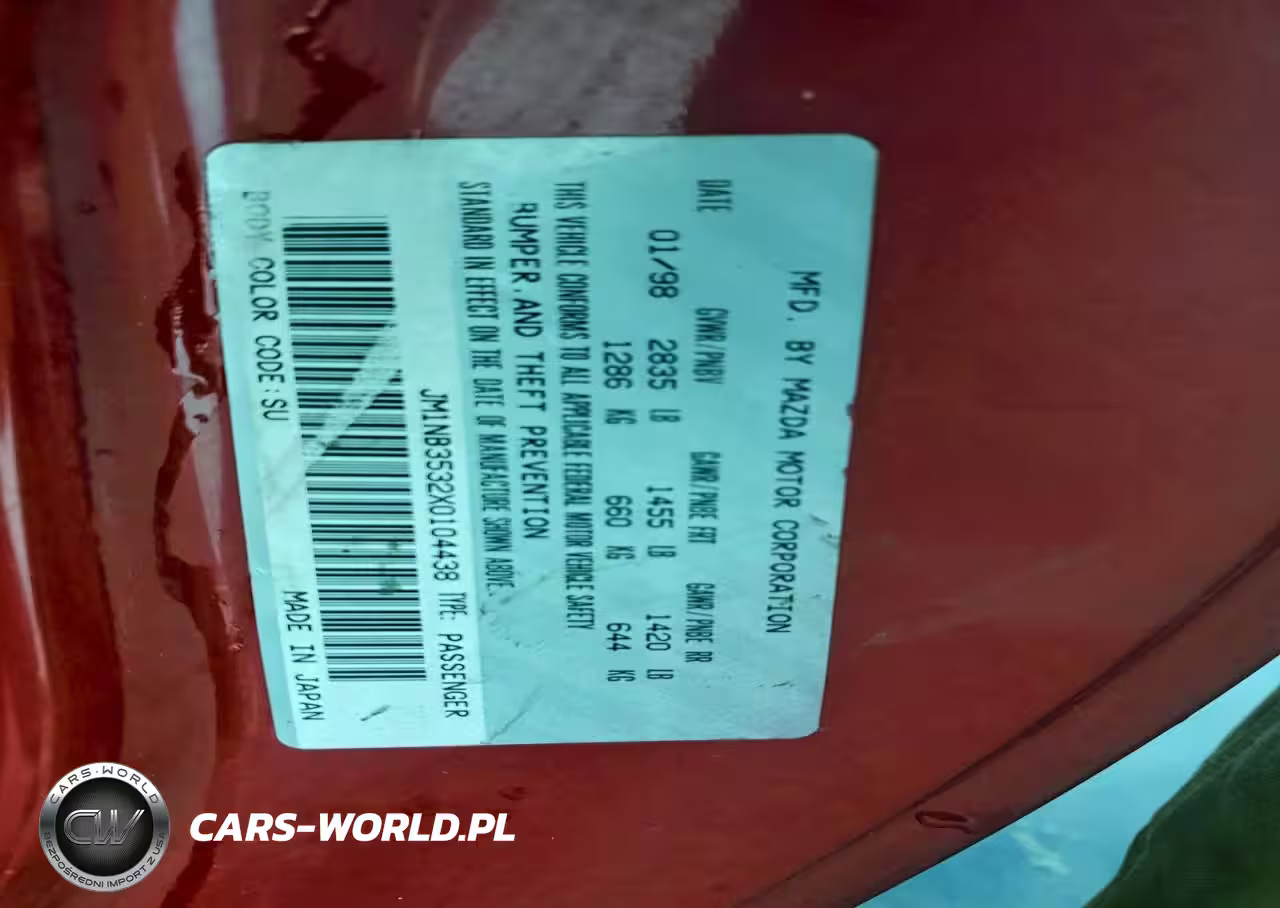 MFD. BY MAZDA MOTOR CORPORATION
DATE GVWR/PNBV GAWR/PNBE FRT GAWR/PNBE RR
01/98 2835 LB 1455 LB 1420 LB
1286 KG 660 KG 644 KG
THIS VEHICLE CONFORMS TO ALL APPLICABLE FEDERAL MOTOR VEHICLE SAFETY
BUMPER, AND THEFT PREVENTION
STANDARD IN EFFECT ON THE DATE OF MANUFACTURE SHOWN ABOVE.
JM1NB3532X0104438 TYPE: PASSENGER
BODY COLOR CODE:SU MADE IN JAPAN
CARS-WORLD
CW
BEZPOŚREDNI IMPORT Z USA
CARS-WORLD.PL